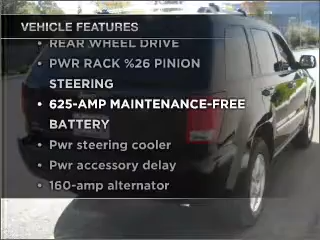 VEHICLE FEATURES
• REAR WHEEL DRIVE
• PWR RACK %26 PINION
STEERING
• 625-AMP MAINTENANCE-FREE
BATTERY
• Pwr steering cooler
• Pwr accessory delay
• 160-amp alternator